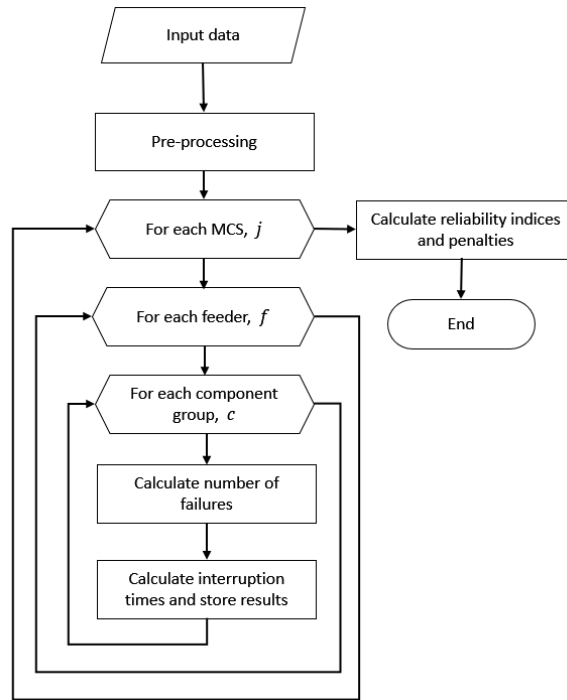 Input data
Pre-processing
For each MCS, j
Calculate reliability indices
and penalties
For each feeder, f
End
For each component
group, c
Calculate number of
failures
Calculate interruption
times and store results